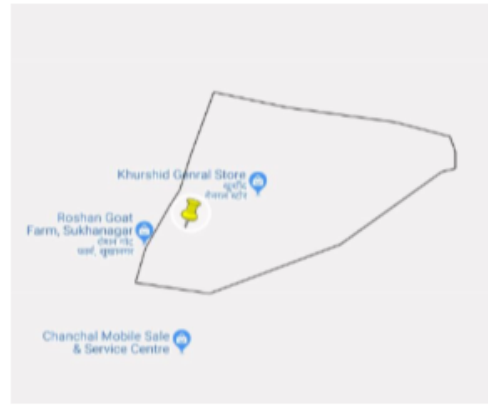 Khurshid Genral Store
Roshan Goat
Farm, Sukhanagar
Chanchal Mobile Sale
& Service Centre